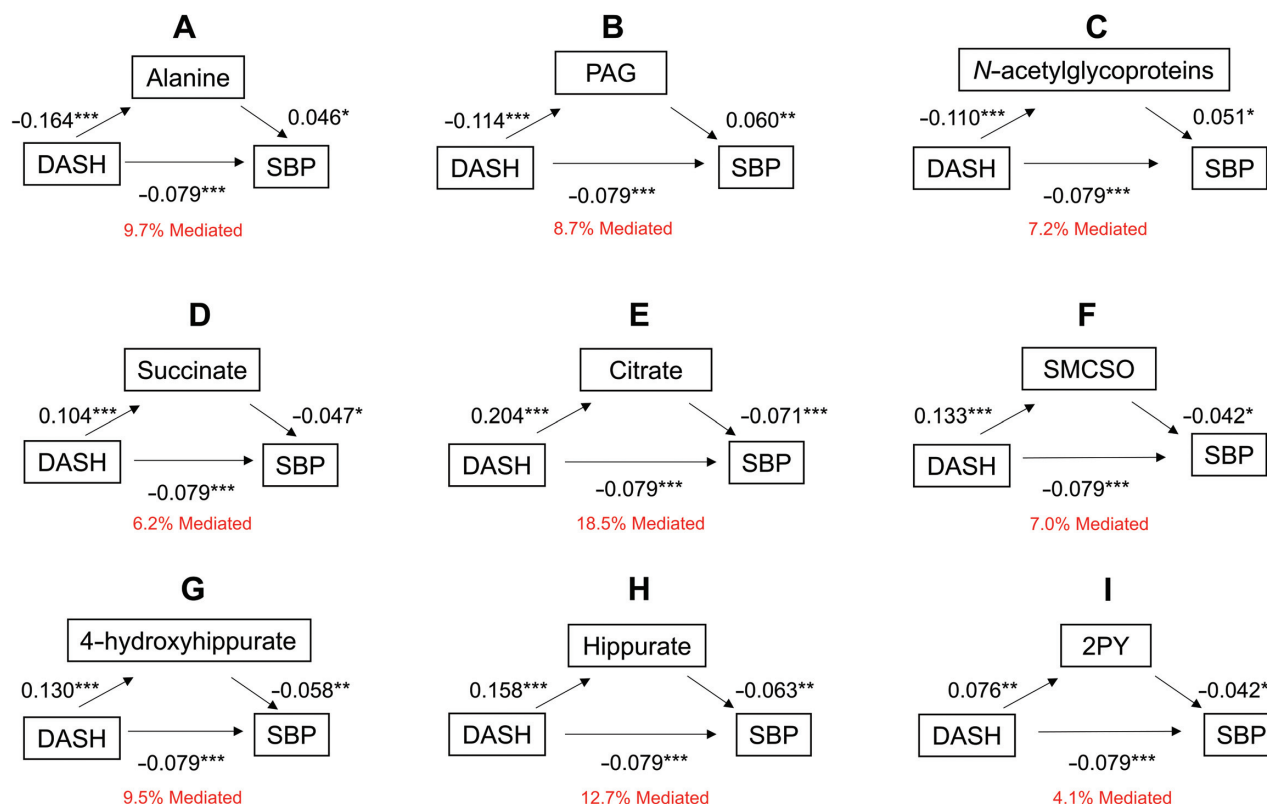 A
Alanine
−0.164***
0.046*
DASH
SBP
−0.079***
9.7% Mediated
B
PAG
−0.114***
0.060**
DASH
SBP
−0.079***
8.7% Mediated
C
N-acetylglycoproteins
−0.110***
0.051*
DASH
SBP
−0.079***
7.2% Mediated
D
Succinate
0.104***
−0.047*
DASH
SBP
−0.079***
6.2% Mediated
E
Citrate
0.204***
−0.071***
DASH
SBP
−0.079***
18.5% Mediated
F
SMCSO
0.133***
−0.042*
DASH
SBP
−0.079***
7.0% Mediated
G
4-hydroxyhippurate
0.130***
−0.058**
DASH
SBP
−0.079***
9.5% Mediated
H
Hippurate
0.158***
−0.063**
DASH
SBP
−0.079***
12.7% Mediated
I
2PY
0.076**
−0.042*
DASH
SBP
−0.079***
4.1% Mediated